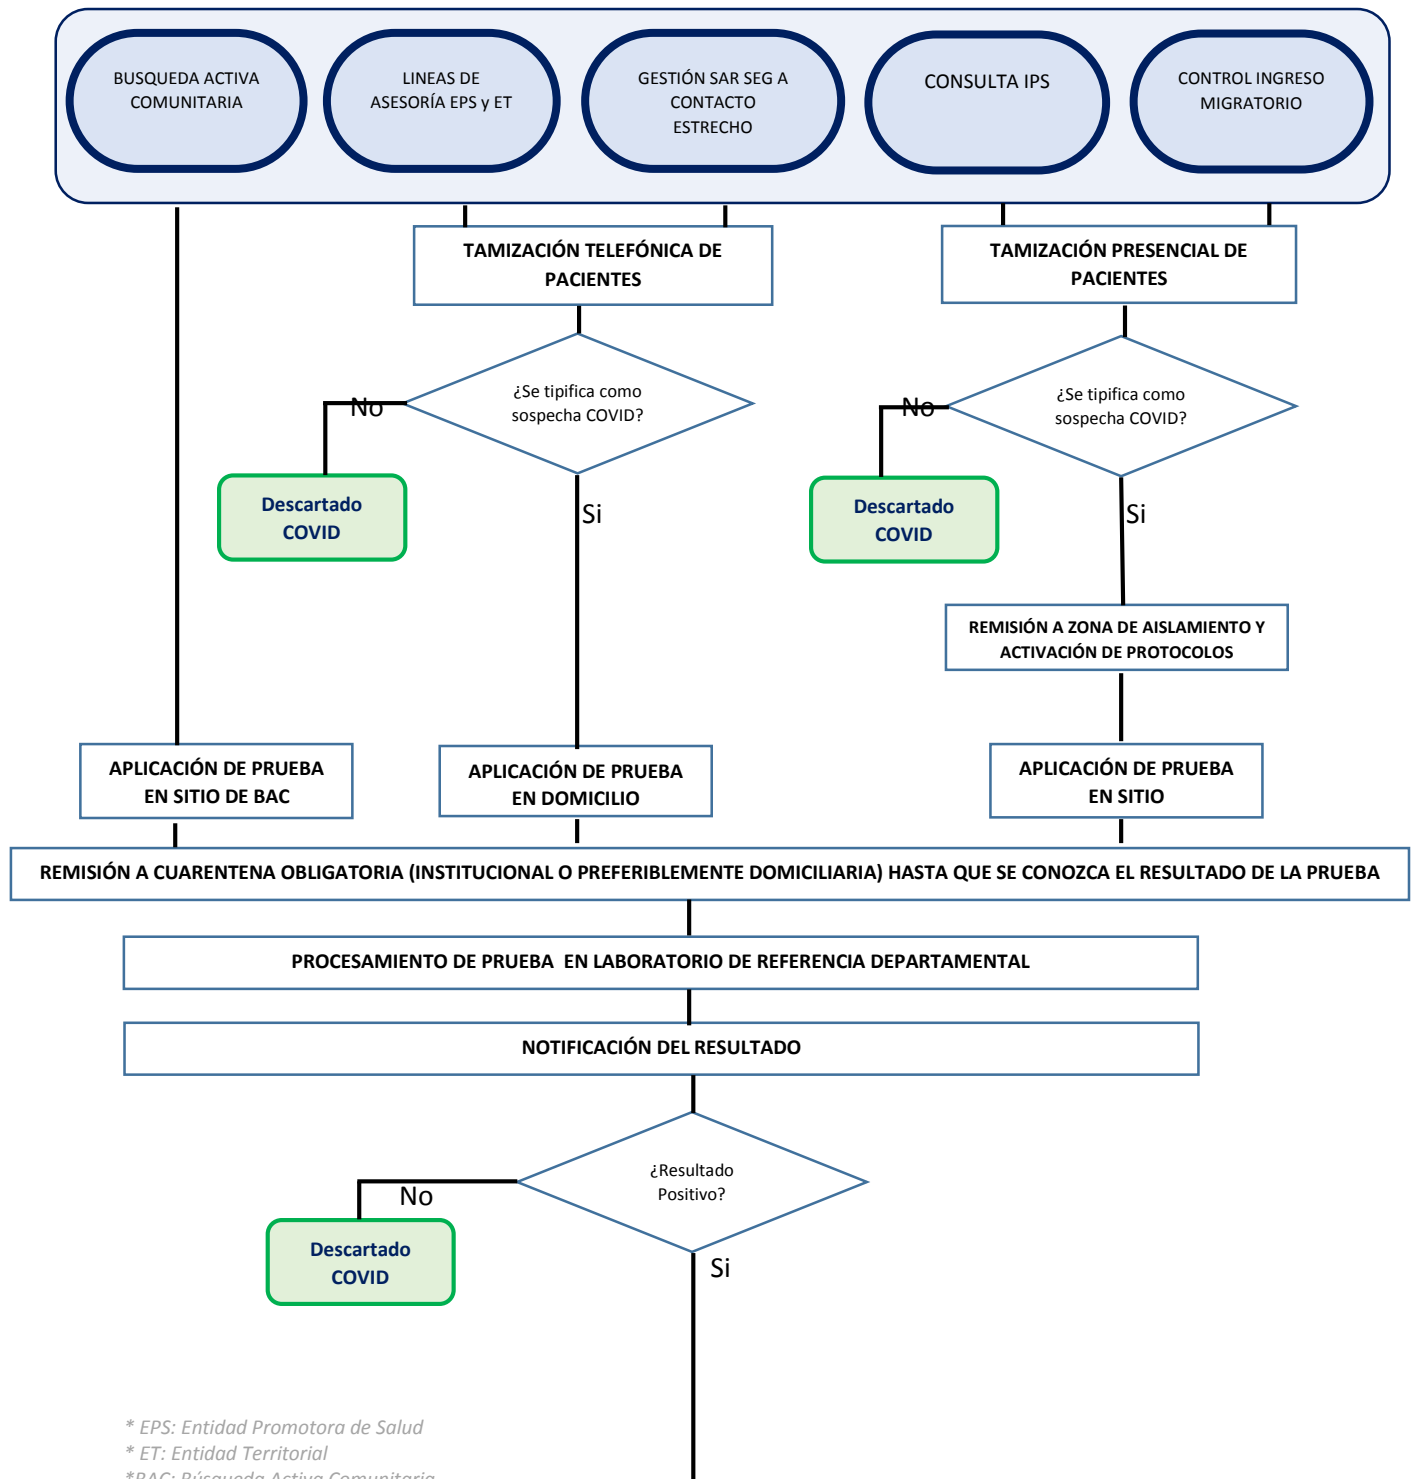 BUSQUEDA ACTIVA
COMUNITARIA
LINEAS DE
ASESORÍA EPS y ET
GESTIÓN SAR SEG A
CONTACTO
ESTRECHO
CONSULTA IPS
CONTROL INGRESO
MIGRATORIO
TAMIZACIÓN TELEFÓNICA DE
PACIENTES
TAMIZACIÓN PRESENCIAL DE
PACIENTES
¿Se tipifica como
sospecha COVID?
No
¿Se tipifica como
sospecha COVID?
No
Descartado
COVID
Si
Descartado
COVID
Si
REMISIÓN A ZONA DE AISLAMIENTO Y
ACTIVACIÓN DE PROTOCOLOS
APLICACIÓN DE PRUEBA
EN SITIO DE BAC
APLICACIÓN DE PRUEBA
EN DOMICILIO
APLICACIÓN DE PRUEBA
EN SITIO
REMISIÓN A CUARENTENA OBLIGATORIA (INSTITUCIONAL O PREFERIBLEMENTE DOMICILIARIA) HASTA QUE SE CONOZCA EL RESULTADO DE LA PRUEBA
PROCESAMIENTO DE PRUEBA EN LABORATORIO DE REFERENCIA DEPARTAMENTAL
NOTIFICACIÓN DEL RESULTADO
¿Resultado
Positivo?
No
Descartado
COVID
Si
* EPS: Entidad Promotora de Salud
* ET: Entidad Territorial
*BAC: Búsqueda Activa Comunitaria